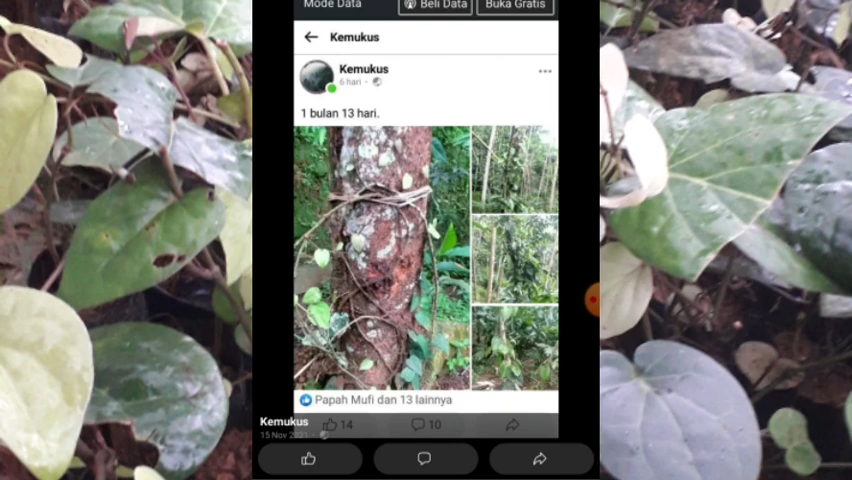 Mode Data
Beli Data
Buka Gratis
Kemukus
Kemukus
6 hari
1 bulan 13 hari.
Papah Mufi dan 13 lainnya
14
10
Kemukus
15 Nov 2021